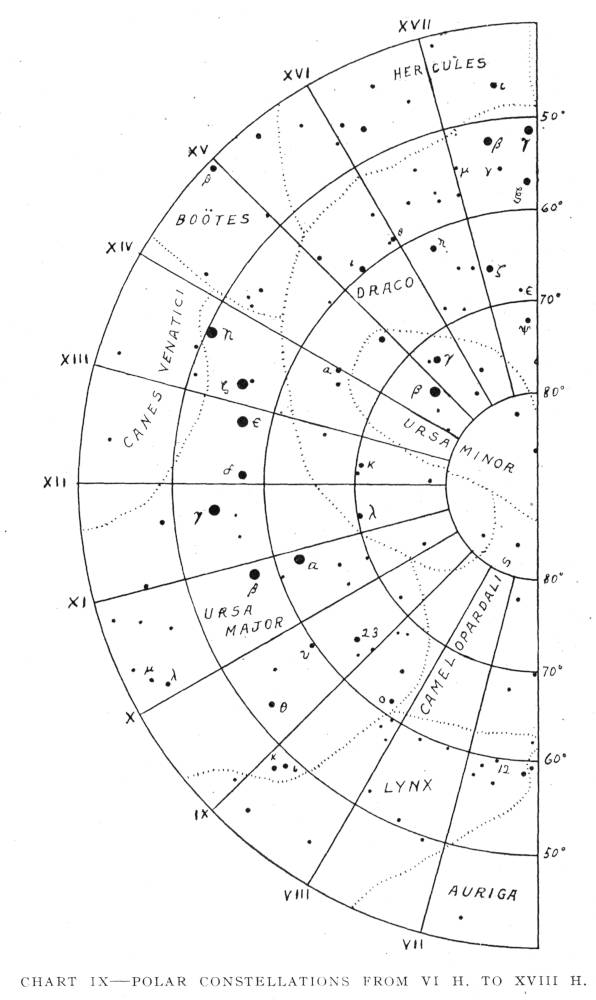 XVII
HERCÜLES
ι
XVI
50°
β γ
XV
β
μ ν
ξ
60°
BOÖTES
θ
η
XIV
ι
ζ
DRACO
ε
70°
ψ
CANES VENATICI
η
γ
XIII
α
ζ
β
80°
ε
URSA MINOR
κ
XII
δ
λ
γ
α
β
80°
XI
URSA
MAJOR
CAMELOPARDALIS
23
υ
μ λ
70°
X
θ
ο
κ ι
60°
12
LYNX
IX
50°
VIII
AURIGA
VII
CHART IX—POLAR CONSTELLATIONS FROM VI H. TO XVIII H.